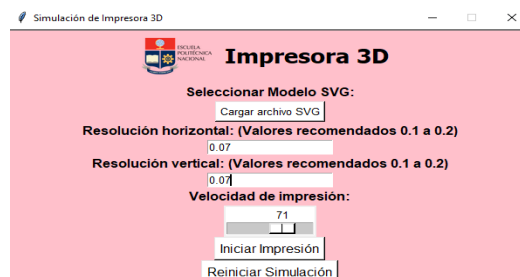 Simulación de Impresora 3D
ESCUELA
POLITÉCNICA
NACIONAL
Impresora 3D
Seleccionar Modelo SVG:
Cargar archivo SVG
Resolución horizontal: (Valores recomendados 0.1 a 0.2)
0.07
Resolución vertical: (Valores recomendados 0.1 a 0.2)
0.07
Velocidad de impresión:
71
Iniciar Impresión
Reiniciar Simulación